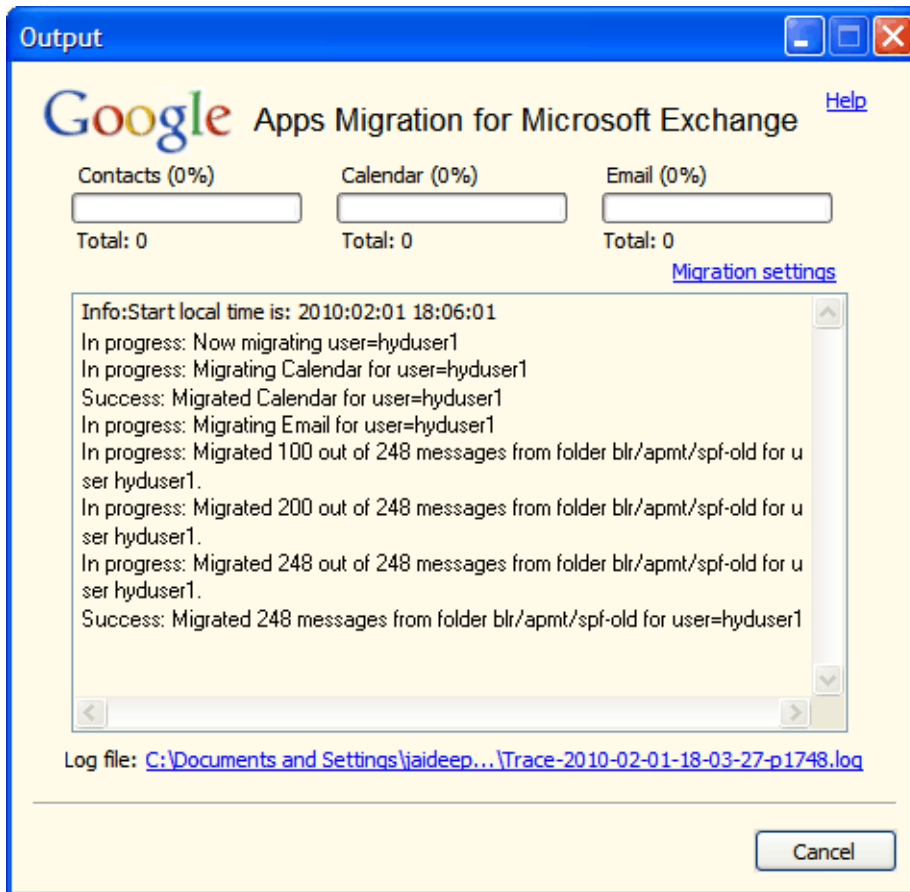 Output
Google Apps Migration for Microsoft Exchange
Help
Contacts (0%) Calendar (0%) Email (0%)
Total: 0 Total: 0 Total: 0
Migration settings
Info:Start local time is: 2010:02:01 18:06:01
In progress: Now migrating user=hyduser1
In progress: Migrating Calendar for user=hyduser1
Success: Migrated Calendar for user=hyduser1
In progress: Migrating Email for user=hyduser1
In progress: Migrated 100 out of 248 messages from folder blr/apmt/spf-old for u
ser hyduser1.
In progress: Migrated 200 out of 248 messages from folder blr/apmt/spf-old for u
ser hyduser1.
In progress: Migrated 248 out of 248 messages from folder blr/apmt/spf-old for u
ser hyduser1.
Success: Migrated 248 messages from folder blr/apmt/spf-old for user=hyduser1
Log file: C:\Documents and Settings\jaideep...\Trace-2010-02-01-18-03-27-p1748.log
Cancel